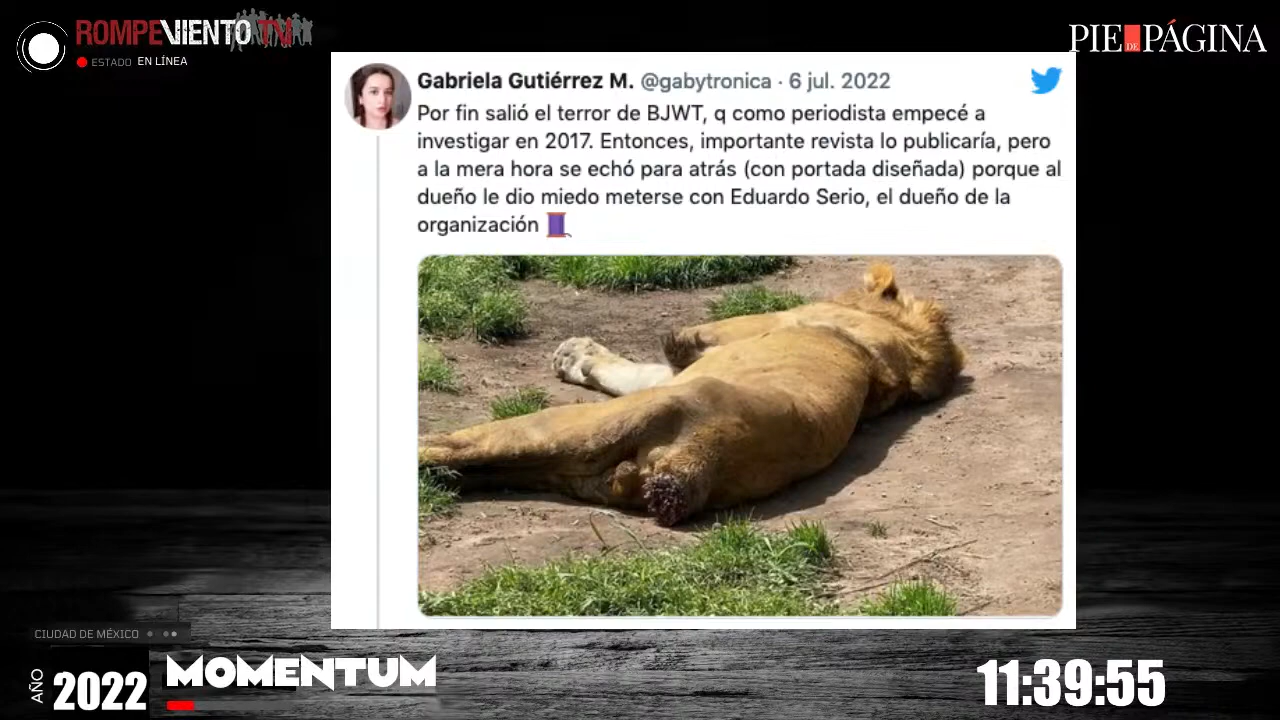 ROMPEVIENTO TV
ESTADO EN LÍNEA
PIE DE PÁGINA
Gabriela Gutiérrez M. @gabytronica · 6 jul. 2022
Por fin salió el terror de BJWT, q como periodista empecé a
investigar en 2017. Entonces, importante revista lo publicaría, pero
a la mera hora se echó para atrás (con portada diseñada) porque al
dueño le dio miedo meterse con Eduardo Serio, el dueño de la
organización 🧵
CIUDAD DE MÉXICO
AÑO 2022
MOMENTUM
11:39:55